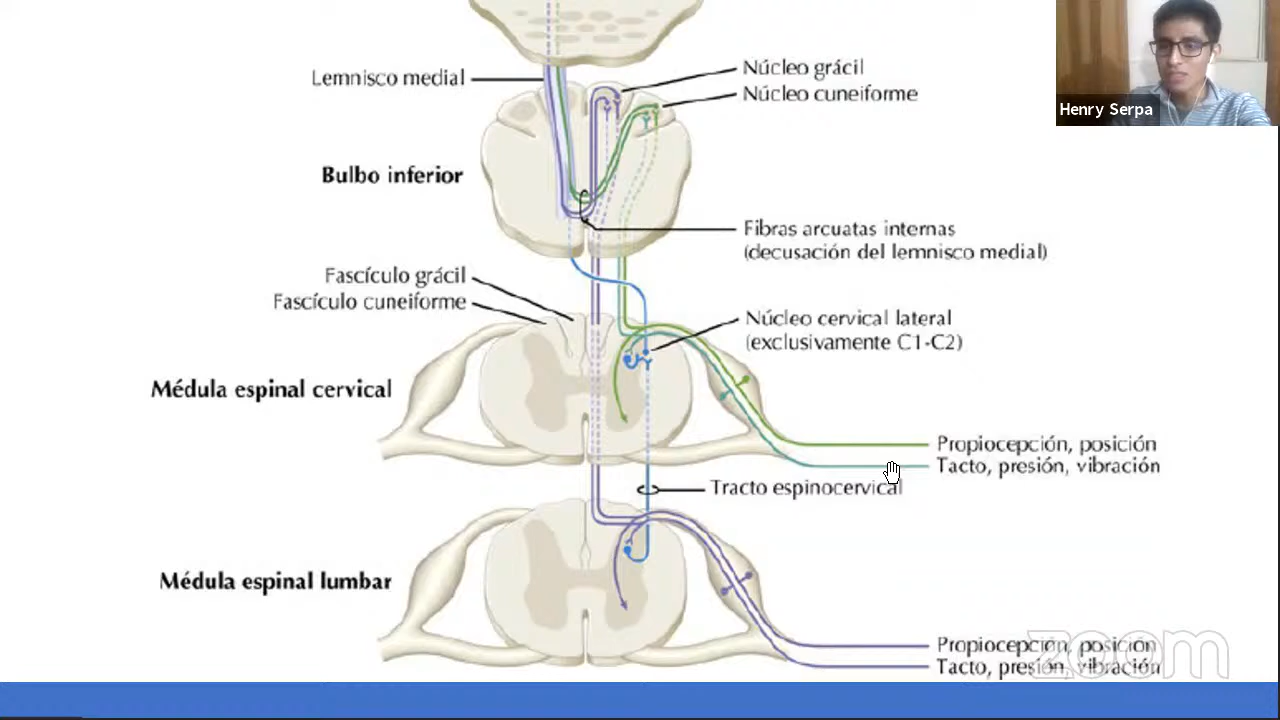 Henry Serpa
Lemnisco medial
Núcleo grácil
Núcleo cuneiforme
Bulbo inferior
Fibras arcuatas internas
(decusación del lemnisco medial)
Fascículo grácil
Fascículo cuneiforme
Núcleo cervical lateral
(exclusivamente C1-C2)
Médula espinal cervical
Propiocepción, posición
Tacto, presión, vibración
Tracto espinocervical
Médula espinal lumbar
Propiocepción, posición
Tacto, presión, vibración
zoom